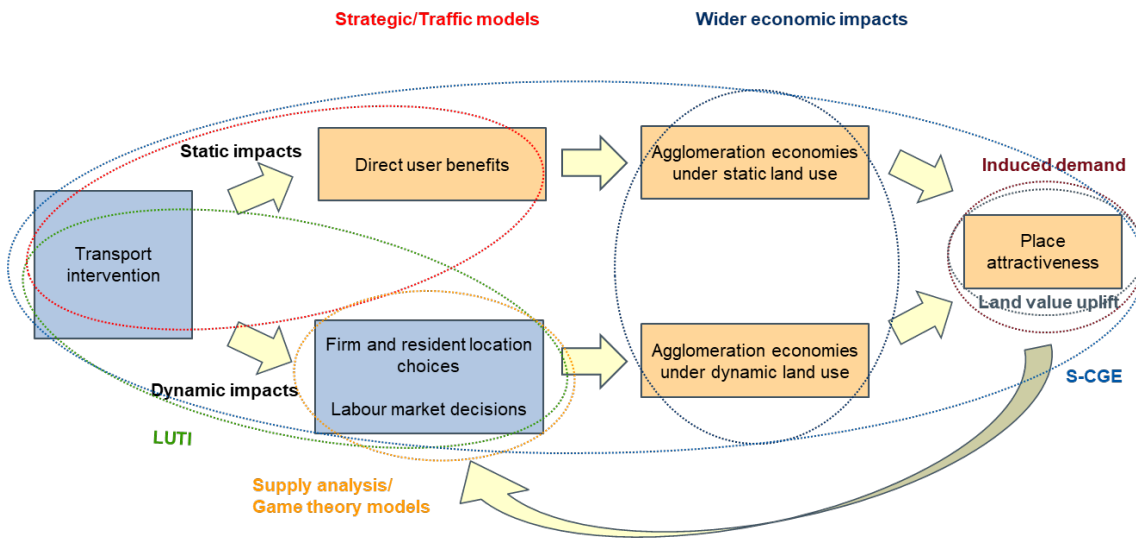 Strategic/Traffic models
Wider economic impacts
Static impacts
Direct user benefits
Agglomeration economies
under static land use
Induced demand
Transport
intervention
Place
attractiveness
Land value uplift
Firm and resident location
choices
Labour market decisions
Agglomeration economies
under dynamic land use
Dynamic impacts
S-CGE
LUTI
Supply analysis/
Game theory models